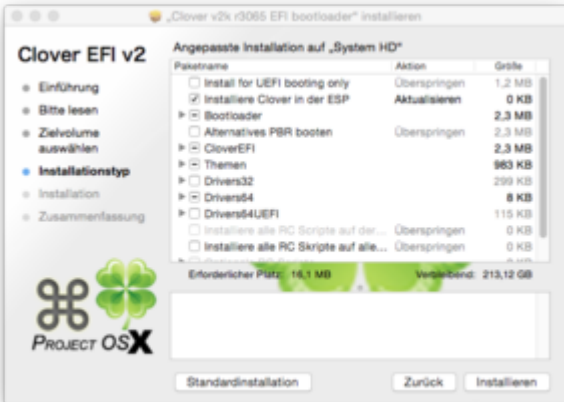 „Clover v2k r3065 EFI bootloader“ installieren
Clover EFI v2
Einführung
Bitte lesen
Zielvolume
auswählen
Installationstyp
Installation
Zusammenfassung
PROJECT OSX
Angepasste Installation auf „System HD“
Paketname Aktion Größe
Install for UEFI booting only Überspringen 1,2 MB
Installiere Clover in der ESP Aktualisieren 0 KB
Bootloader 2,3 MB
Alternatives PBR booten Überspringen 0 KB
CloverEFI 2,3 MB
Themen 983 KB
Drivers32 299 KB
Drivers64 8 KB
Drivers64UEFI 115 KB
Installiere alle RC Scripte auf der... Überspringen 0 KB
Installiere alle RC Skripte auf alle... Überspringen 0 KB
Erforderlicher Platz: 16,1 MB Verbleibend: 213,12 GB
Standardinstallation Zurück Installieren